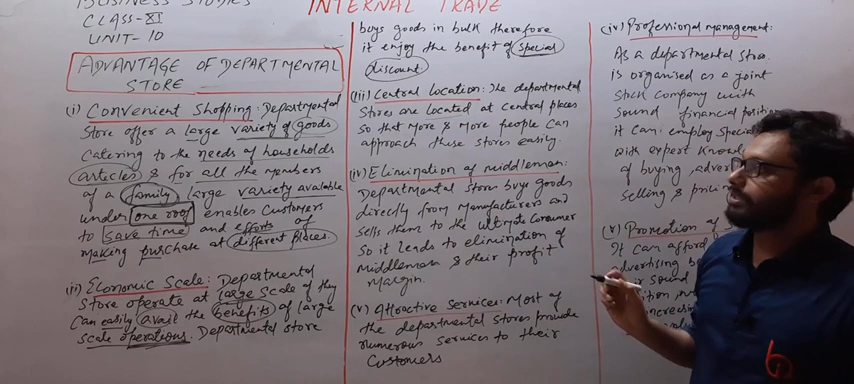 BUSINESS STUDIES
CLASS-XI
UNIT-10
INTERNAL TRADE
ADVANTAGE OF DEPARTMENTAL
STORE
(i) Convenient Shopping: Departmental
Store offer a large variety of goods
catering to the needs of households
articles & for all the members
of a family large variety available
under one roof enables customers
to save time and efforts of
making purchase at different places.
(ii) Economic Scale: Departmental
Store operate at large scale of they
can easily avail the benefits of large
scale operations. Departmental store
buys goods in bulk therefore
it enjoy the benefit of special
discount.
(iii) Central location: The departmental
Stores are located at central places
so that more & more people can
approach these stores easily.
(iv) Elimination of middleman:
Departmental Store buys goods
directly from manufacturers and
sells them to the ultimate consumer
so it leads to elimination of
middleman & their profit
margin.
(v) Attractive Services: Most of
the departmental stores provide
numerous services to their
customers
(iv) Professional management:
As a departmental store
is organised as a joint
stock company with
sound financial position
it can employ
with expert
of buying
selling &
(v) Promotion of
It can afford
advertising
sound